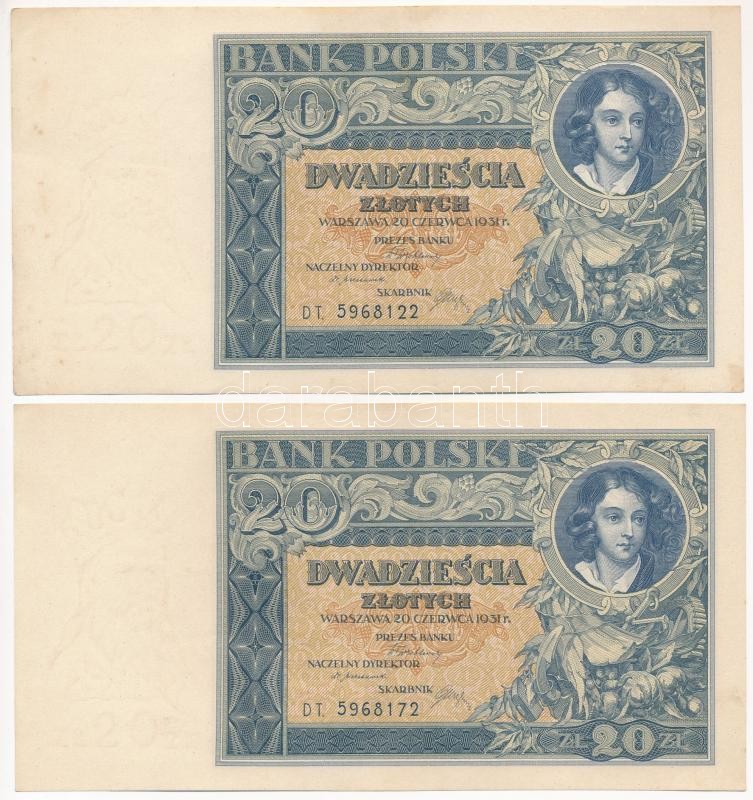 BANK POLSKI
20
DWADZIEŚCIA
ZŁOTYCH
WARSZAWA 20 CZERWCA 1931 r.
PREZES BANKU
NACZELNY DYREKTOR
SKARBNIK
DT. 5968122
ZŁ 20 ZŁ
darabanth
BANK POLSKI
20
DWADZIEŚCIA
ZŁOTYCH
WARSZAWA 20 CZERWCA 1931 r.
PREZES BANKU
NACZELNY DYREKTOR
SKARBNIK
DT. 5968172
ZŁ 20 ZŁ